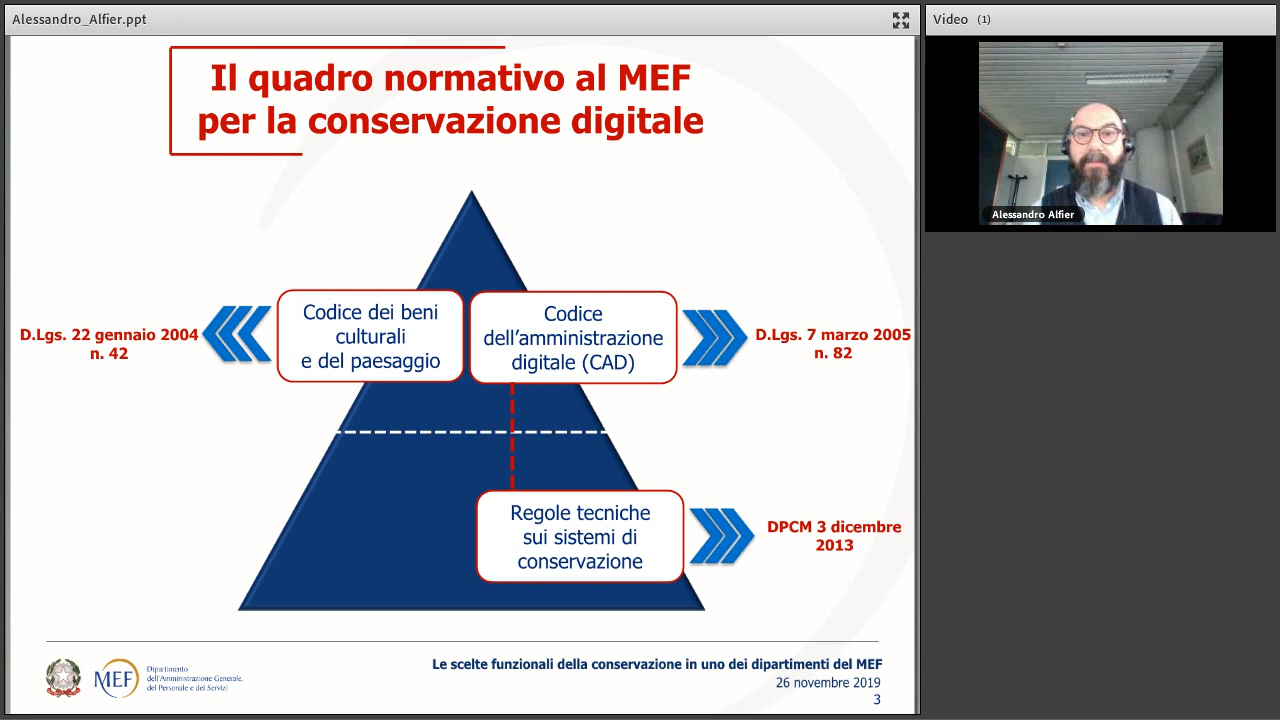 Alessandro_Alfier.ppt
Video (1)
Il quadro normativo al MEF
per la conservazione digitale
Alessandro Alfier
Codice dei beni
culturali
e del paesaggio
Codice
dell'amministrazione
digitale (CAD)
D.Lgs. 22 gennaio 2004
n. 42
D.Lgs. 7 marzo 2005
n. 82
Regole tecniche
sui sistemi di
conservazione
DPCM 3 dicembre
2013
MEF
Dipartimento
dell'Amministrazione Generale,
del Personale e dei Servizi
Le scelte funzionali della conservazione in uno dei dipartimenti del MEF
26 novembre 2019
3